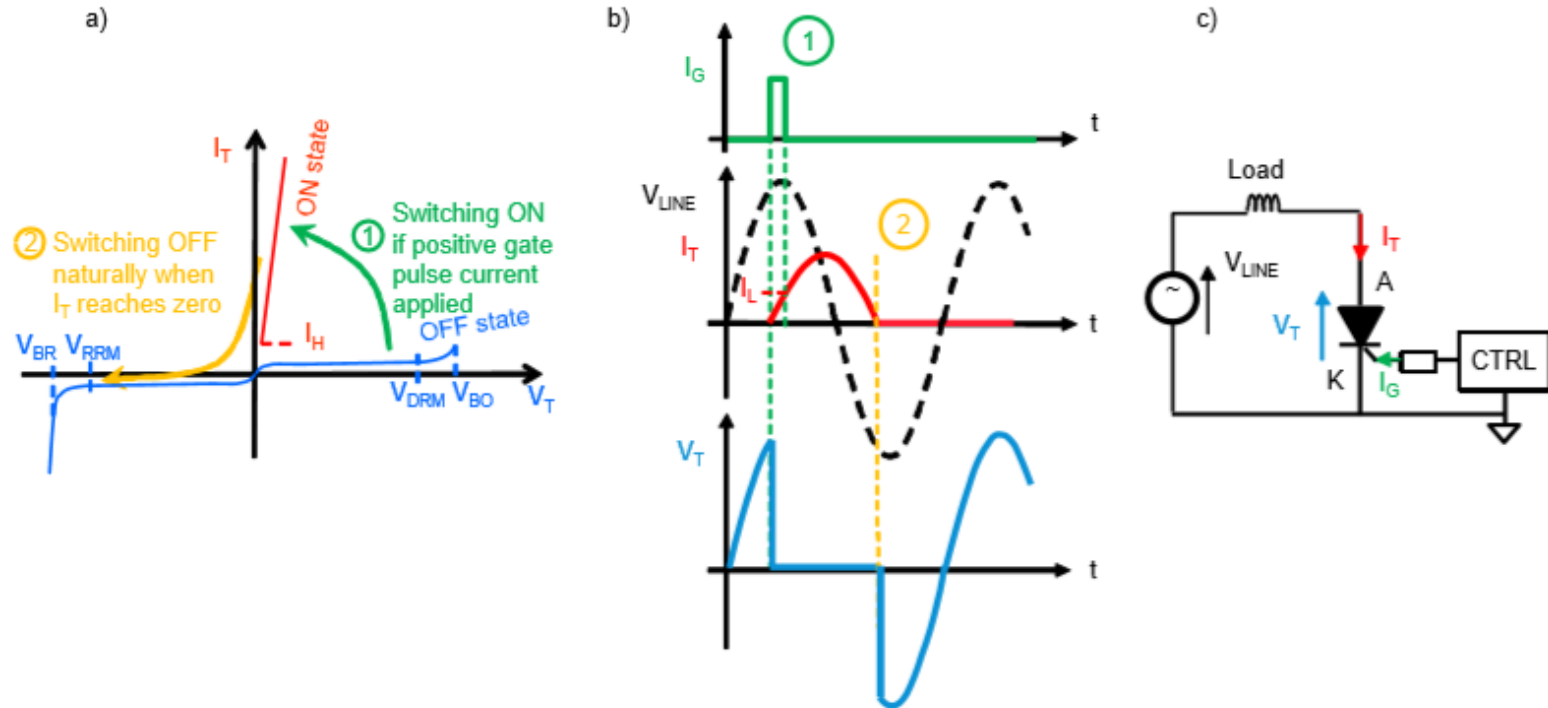 a)
I_T
ON state
② Switching OFF
naturally when
I_T reaches zero
① Switching ON
if positive gate
pulse current
applied
I_H
OFF state
V_BR
V_RRM
V_DRM
V_BO
V_T
b)
1
I_G
t
V_LINE
2
I_T
I_L
t
V_T
t
c)
Load
I_T
V_LINE
~
A
V_T
K
I_G
CTRL